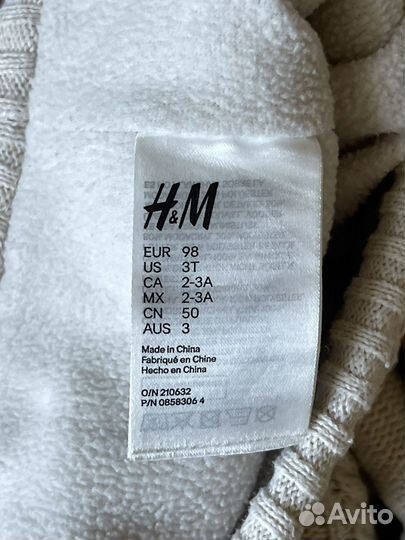 H&M
EUR 98
US 3T
CA 2-3A
MX 2-3A
CN 50
AUS 3
Made in China
Fabriqué en Chine
Hecho en China
O/N 210632
P/N 0858306 4
Avito